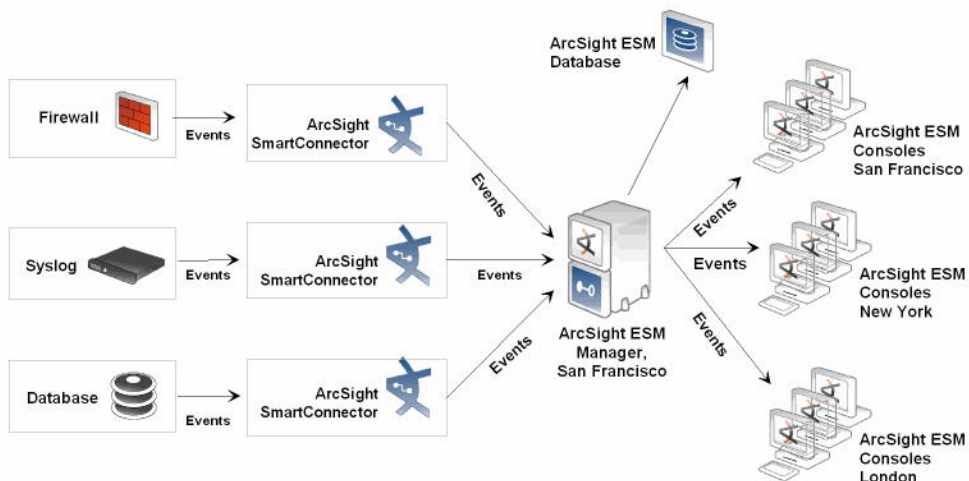 ArcSight ESM
Database
Firewall
Events
ArcSight
SmartConnector
Events
ArcSight ESM
Consoles
San Francisco
Events
Syslog
Events
ArcSight
SmartConnector
Events
Events
ArcSight ESM
Consoles
New York
ArcSight ESM
Manager,
San Francisco
Events
Events
Database
Events
ArcSight
SmartConnector
ArcSight ESM
Consoles
London